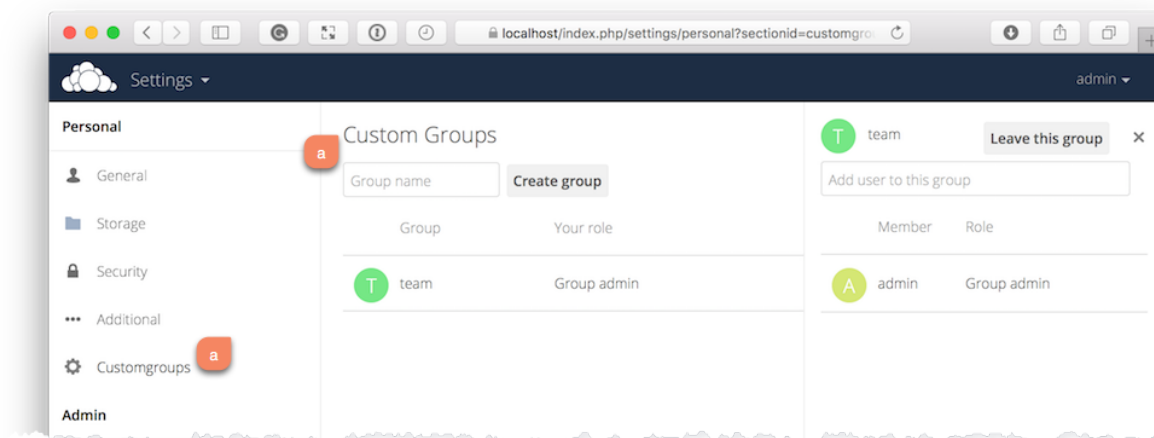 localhost/index.php/settings/personal?sectionid=customgro
Settings
admin
Personal
General
Storage
Security
Additional
Customgroups
a
Admin
a
Custom Groups
Group name
Create group
Group Your role
T team Group admin
T team
Leave this group ×
Add user to this group
Member Role
A admin Group admin